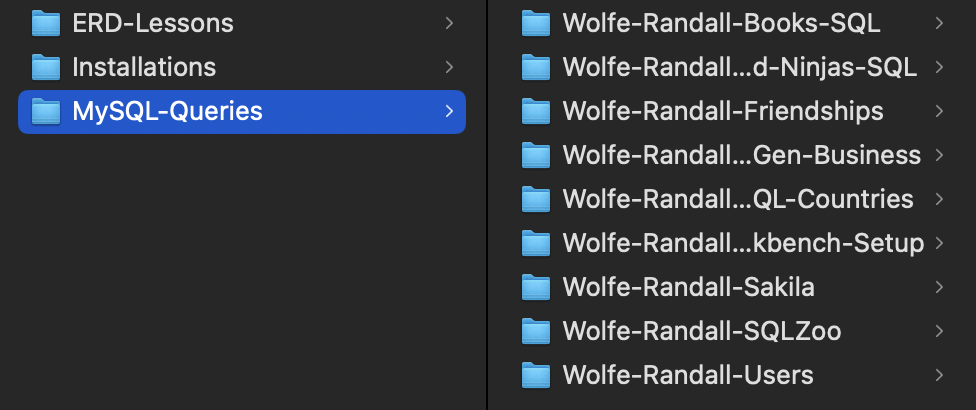 ERD-Lessons
Installations
MySQL-Queries
Wolfe-Randall-Books-SQL
Wolfe-Randall...d-Ninjas-SQL
Wolfe-Randall-Friendships
Wolfe-Randall...Gen-Business
Wolfe-Randall...QL-Countries
Wolfe-Randall...kbench-Setup
Wolfe-Randall-Sakila
Wolfe-Randall-SQLZoo
Wolfe-Randall-Users